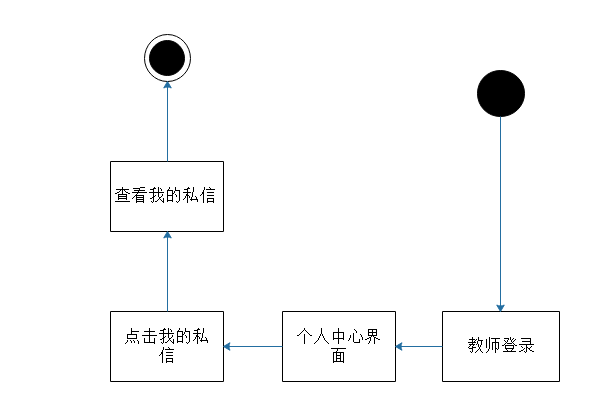 查看我的私信
点击我的私
信
个人中心界
面
教师登录